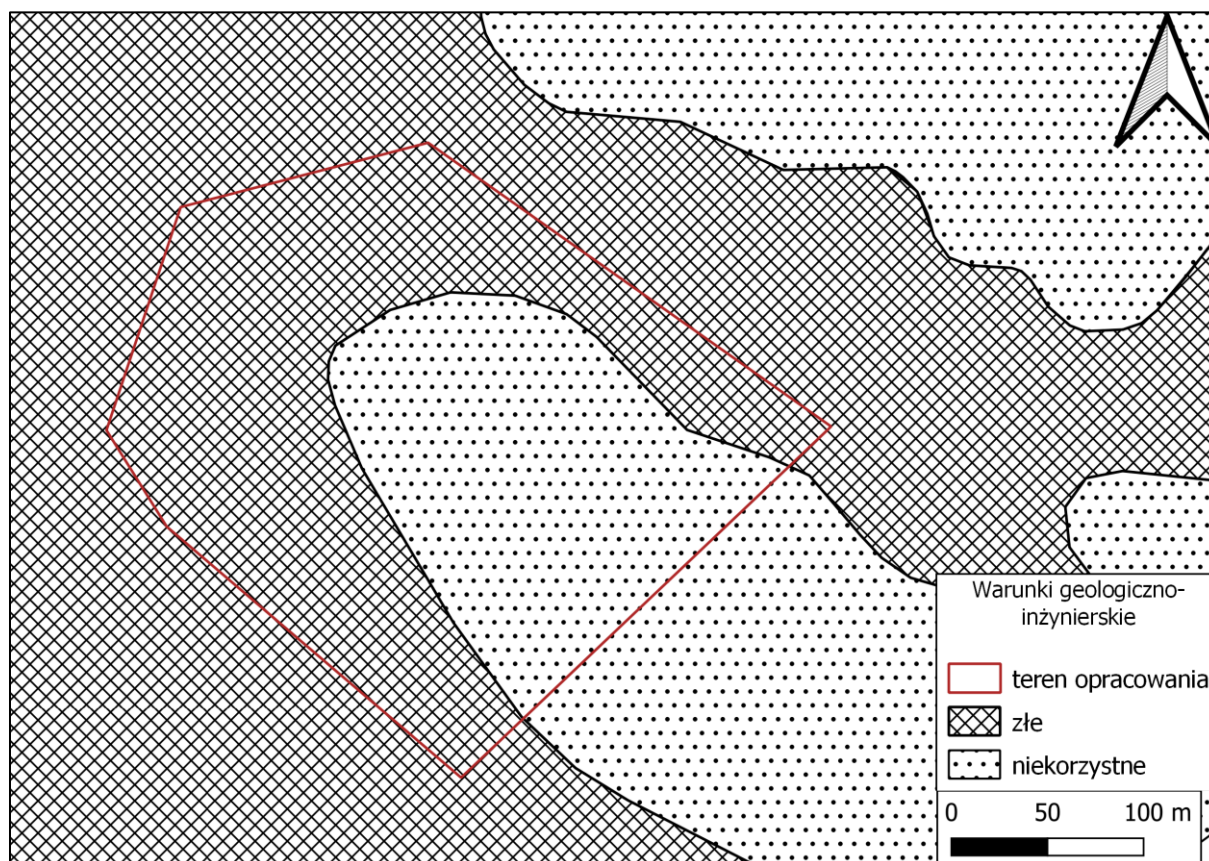 Warunki geologiczno-
inżynierskie
teren opracowania
złe
niekorzystne
0 50 100 m